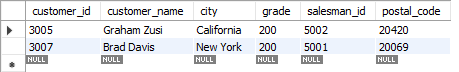 customer_id customer_name city grade salesman_id postal_code
3005 Graham Zusi California 200 5002 20420
3007 Brad Davis New York 200 5001 20069
NULL NULL NULL NULL NULL NULL